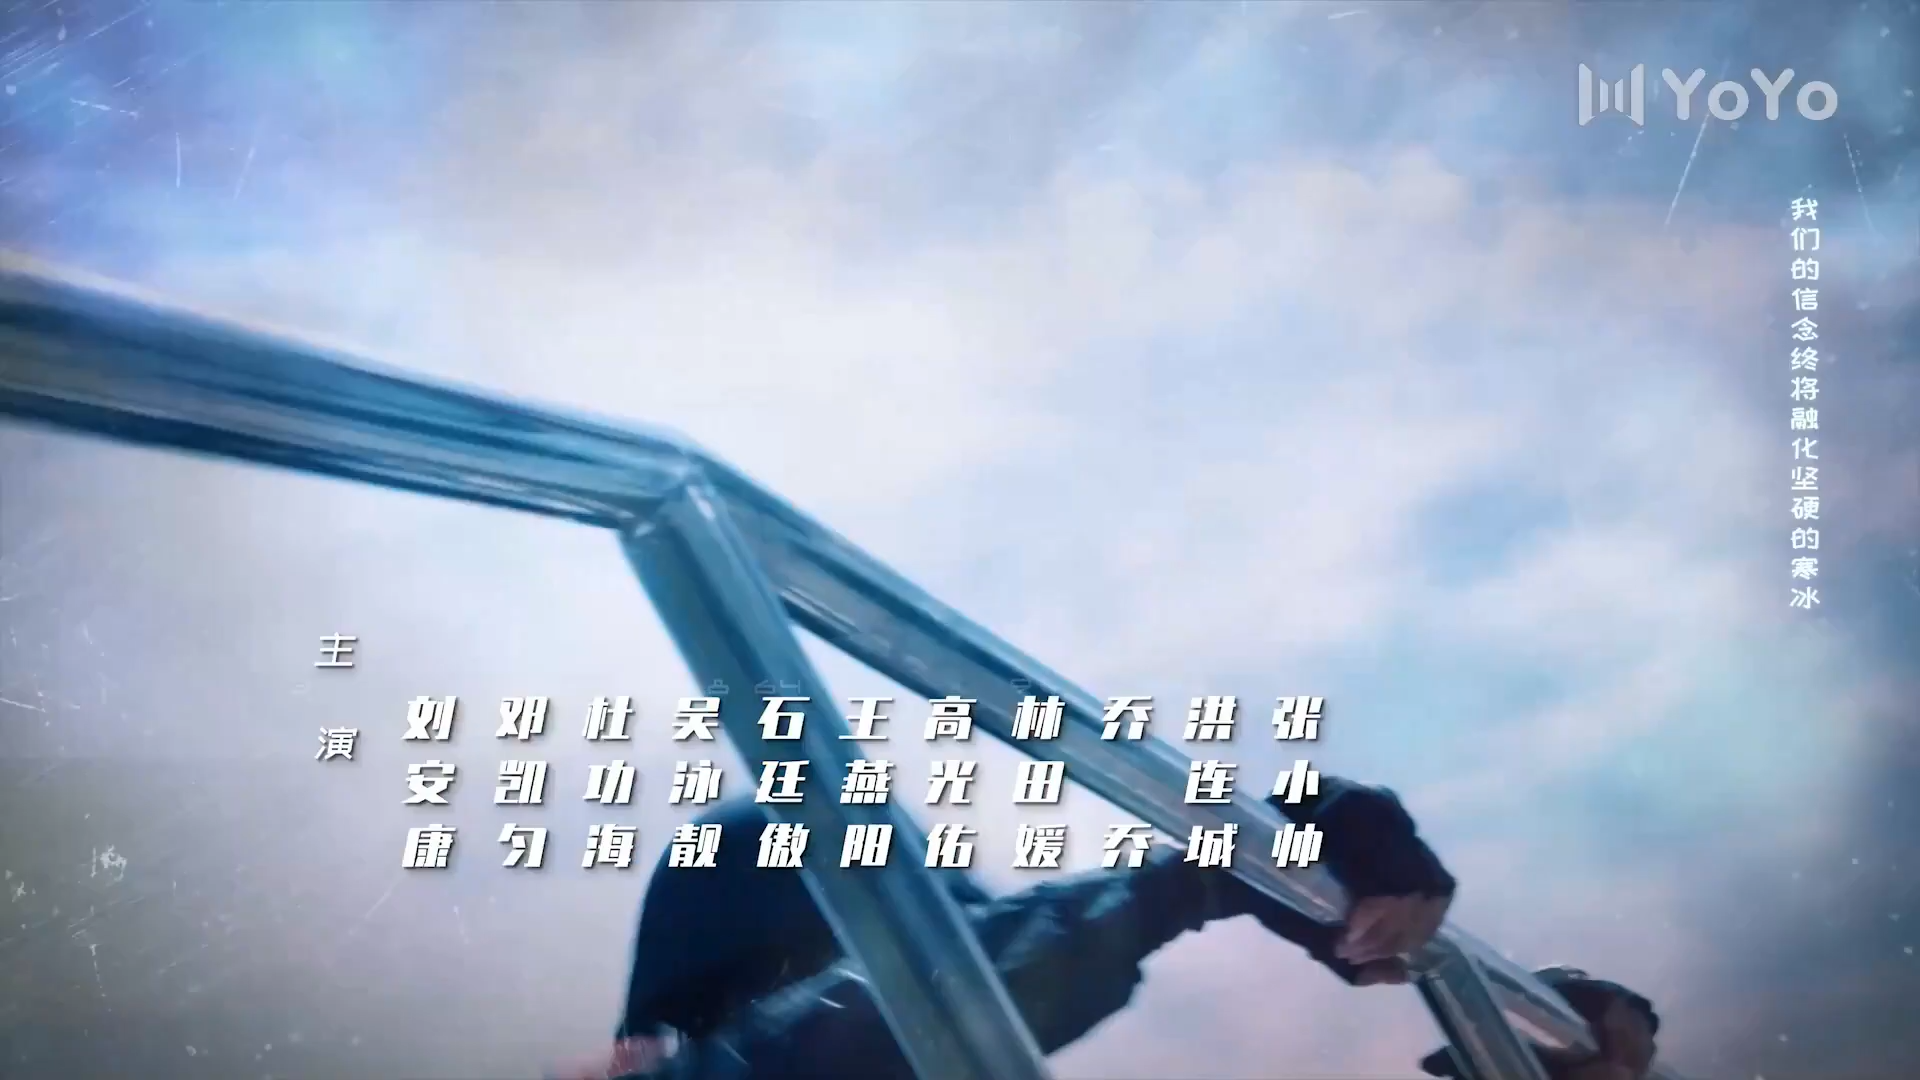 YoYo
我们的信念终将融化坚硬的寒冰
主演
刘安康
邓凯匀
杜功海
吴泳靓
石廷傲
王燕阳
高光佑
林田媛
乔乔
洪连城
张小帅